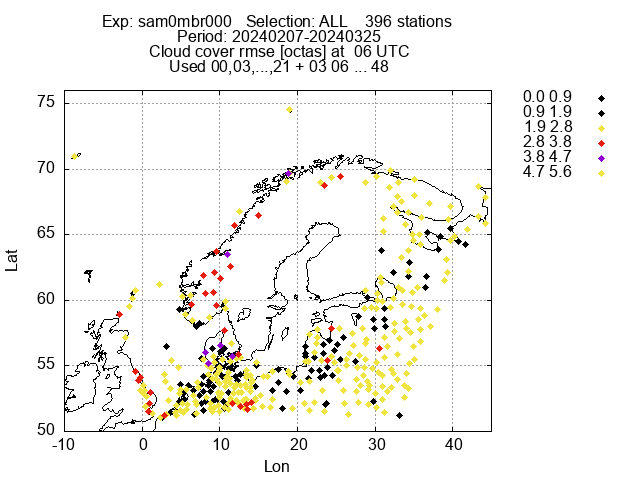 Exp: sam0mbr000 Selection: ALL 396 stations
Period: 20240207-20240325
Cloud cover rmse [octas] at 06 UTC
Used 00,03,...,21 + 03 06 ... 48
0.0 0.9
0.9 1.9
1.9 2.8
2.8 3.8
3.8 4.7
4.7 5.6
75
70
65
60
55
50
Lat
-10 0 10 20 30 40
Lon